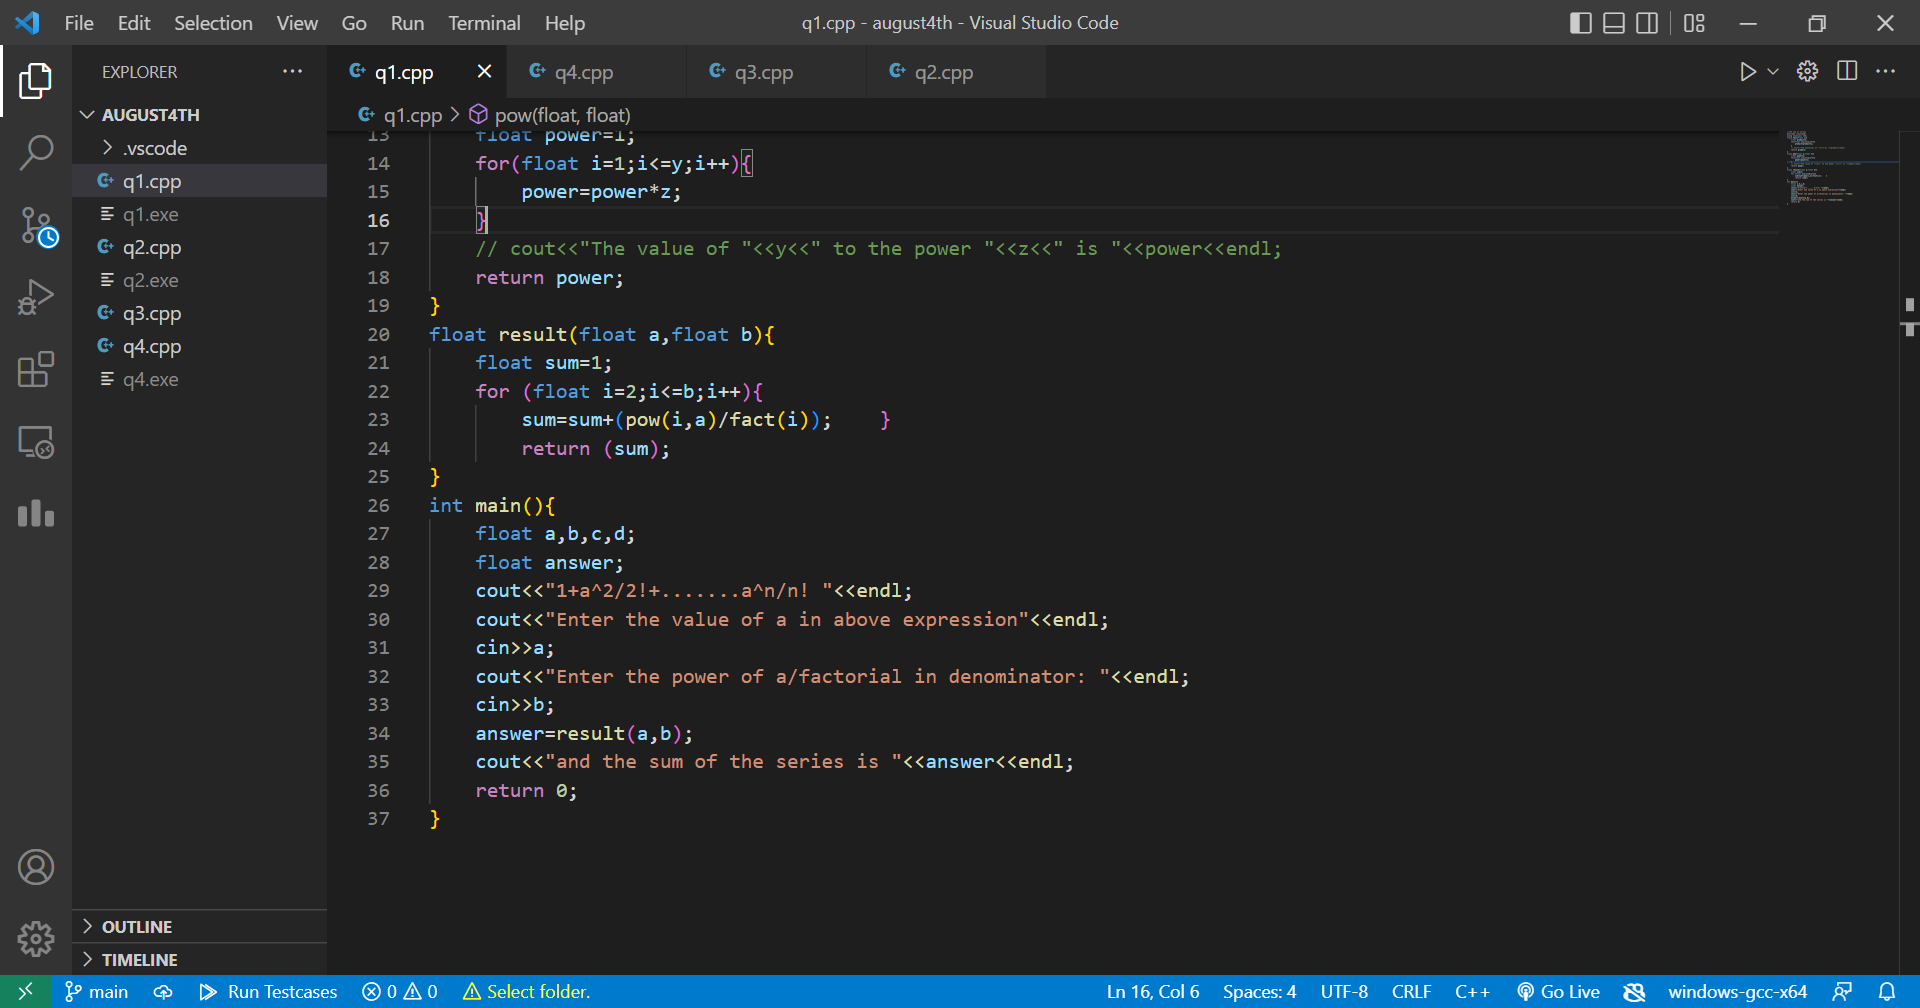 File Edit Selection View Go Run Terminal Help
q1.cpp - august4th - Visual Studio Code
EXPLORER
AUGUST4TH
.vscode
q1.cpp
q1.exe
q2.cpp
q2.exe
q3.cpp
q4.cpp
q4.exe
OUTLINE
TIMELINE
q1.cpp q4.cpp q3.cpp q2.cpp
q1.cpp > pow(float, float)
13 float power=1;
14 for(float i=1;i<=y;i++){
15 power=power*z;
16 }
17 // cout<<"The value of "<<y<<" to the power "<<z<<" is "<<power<<endl;
18 return power;
19 }
20 float result(float a,float b){
21 float sum=1;
22 for (float i=2;i<=b;i++){
23 sum=sum+(pow(i,a)/fact(i)); }
24 return (sum);
25 }
26 int main(){
27 float a,b,c,d;
28 float answer;
29 cout<<"1+a^2/2!+.......a^n/n! "<<endl;
30 cout<<"Enter the value of a in above expression"<<endl;
31 cin>>a;
32 cout<<"Enter the power of a/factorial in denominator: "<<endl;
33 cin>>b;
34 answer=result(a,b);
35 cout<<"and the sum of the series is "<<answer<<endl;
36 return 0;
37 }
main Run Testcases 0 0 Select folder. Ln 16, Col 6 Spaces: 4 UTF-8 CRLF C++ Go Live windows-gcc-x64